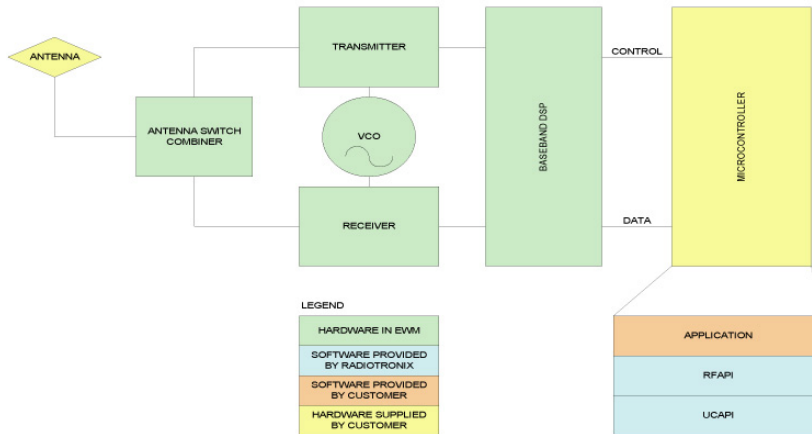 TRANSMITTER
ANTENNA
CONTROL
ANTENNA SWITCH
COMBINER
VCO
BASEBAND DSP
MICROCONTROLLER
RECEIVER
DATA
LEGEND
HARDWARE IN EWM
SOFTWARE PROVIDED
BY RADIOTRONIX
SOFTWARE PROVIDED
BY CUSTOMER
HARDWARE SUPPLIED
BY CUSTOMER
APPLICATION
RFAPI
UCAPI